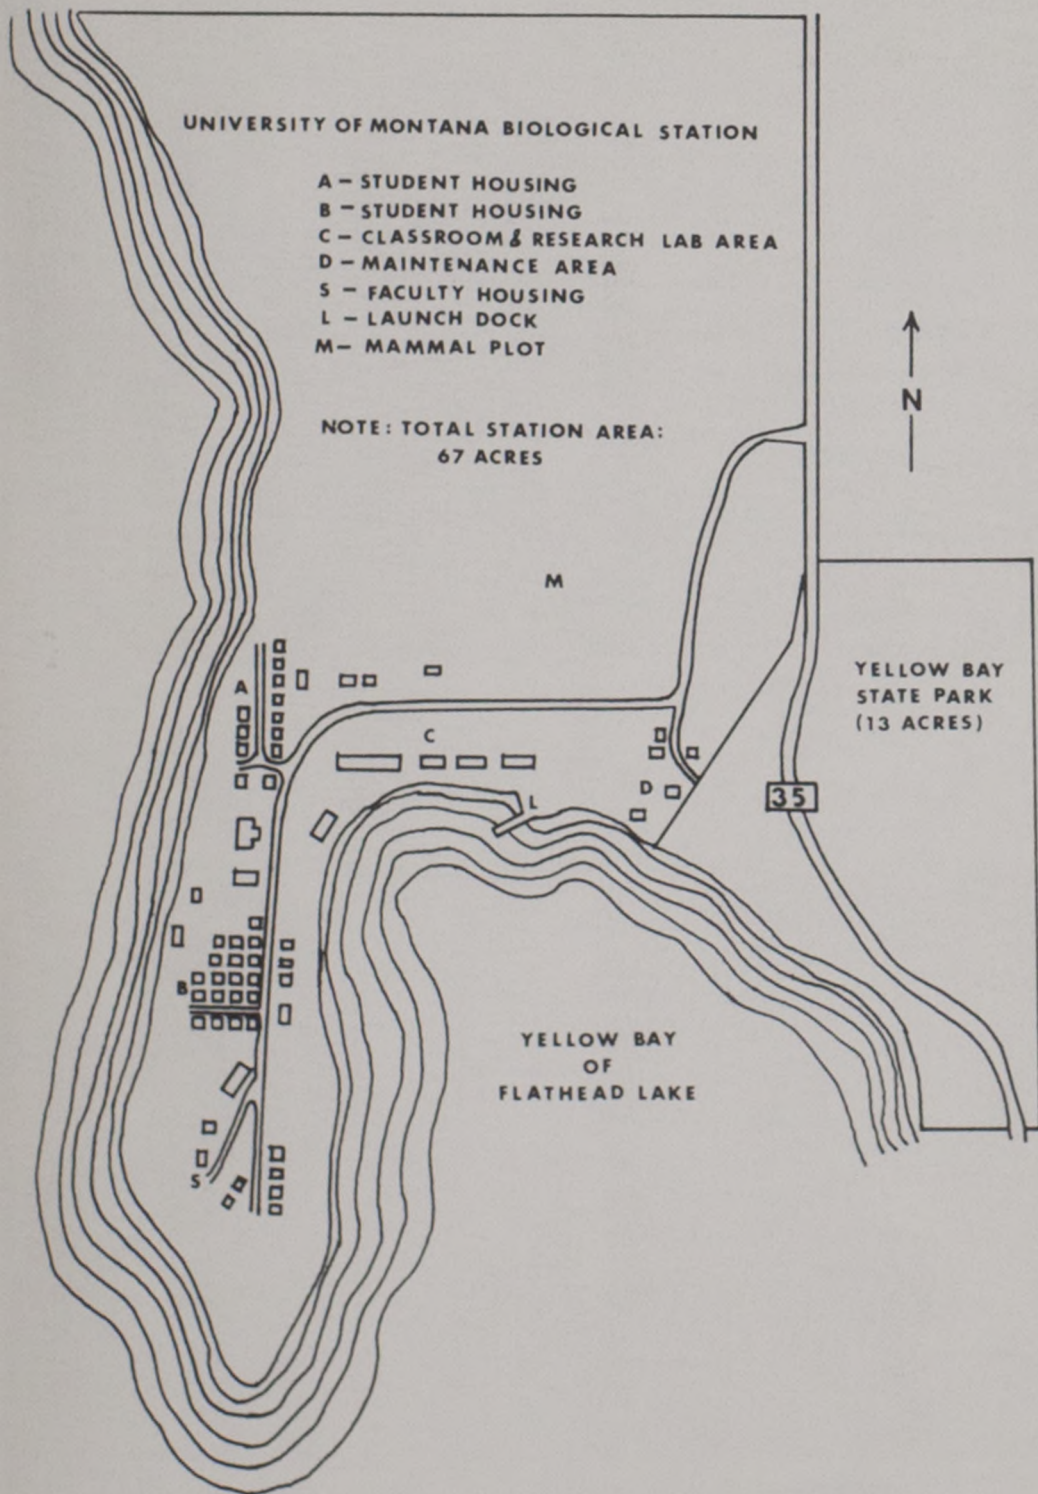 UNIVERSITY OF MONTANA BIOLOGICAL STATION
A – STUDENT HOUSING
B – STUDENT HOUSING
C – CLASSROOM & RESEARCH LAB AREA
D – MAINTENANCE AREA
S – FACULTY HOUSING
L – LAUNCH DOCK
M – MAMMAL PLOT
NOTE: TOTAL STATION AREA:
67 ACRES
N
M
YELLOW BAY
STATE PARK
(13 ACRES)
A
C
D
L
35
B
YELLOW BAY
OF
FLATHEAD LAKE
S